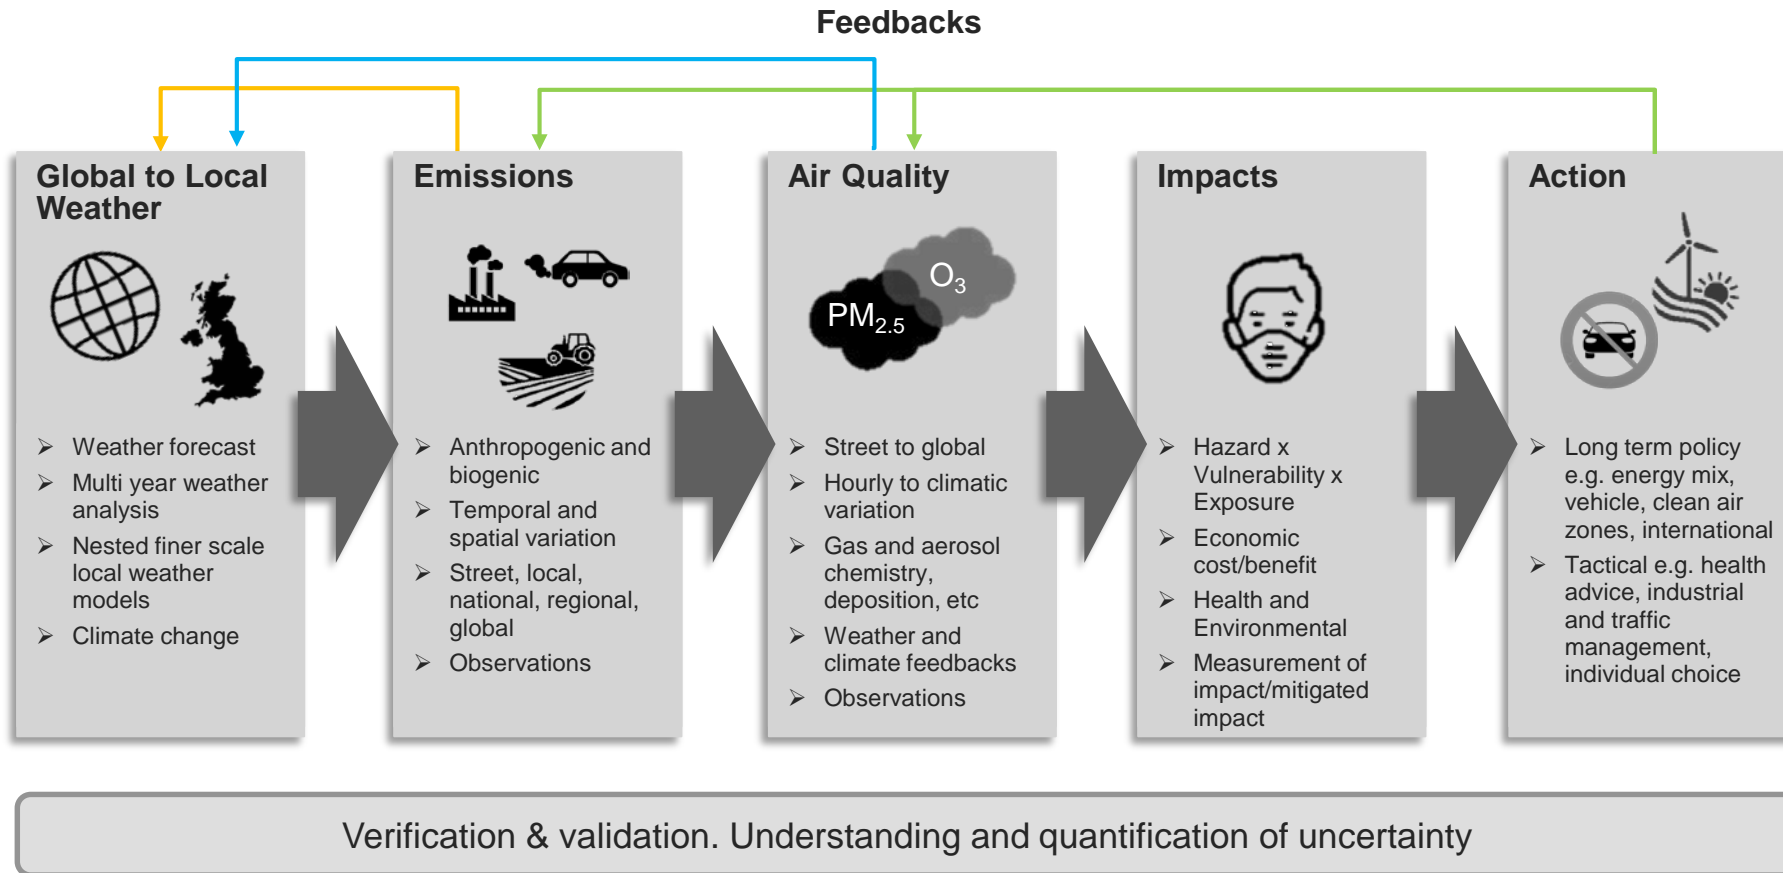 Feedbacks
Global to Local
Weather
➢ Weather forecast
➢ Multi year weather
analysis
➢ Nested finer scale
local weather
models
➢ Climate change
Emissions
➢ Anthropogenic and
biogenic
➢ Temporal and
spatial variation
➢ Street, local,
national, regional,
global
➢ Observations
Air Quality
O₃
PM₂.₅
➢ Street to global
➢ Hourly to climatic
variation
➢ Gas and aerosol
chemistry,
deposition, etc
➢ Weather and
climate feedbacks
➢ Observations
Impacts
➢ Hazard x
Vulnerability x
Exposure
➢ Economic
cost/benefit
➢ Health and
Environmental
➢ Measurement of
impact/mitigated
impact
Action
➢ Long term policy
e.g. energy mix,
vehicle, clean air
zones, international
➢ Tactical e.g. health
advice, industrial
and traffic
management,
individual choice
Verification & validation. Understanding and quantification of uncertainty